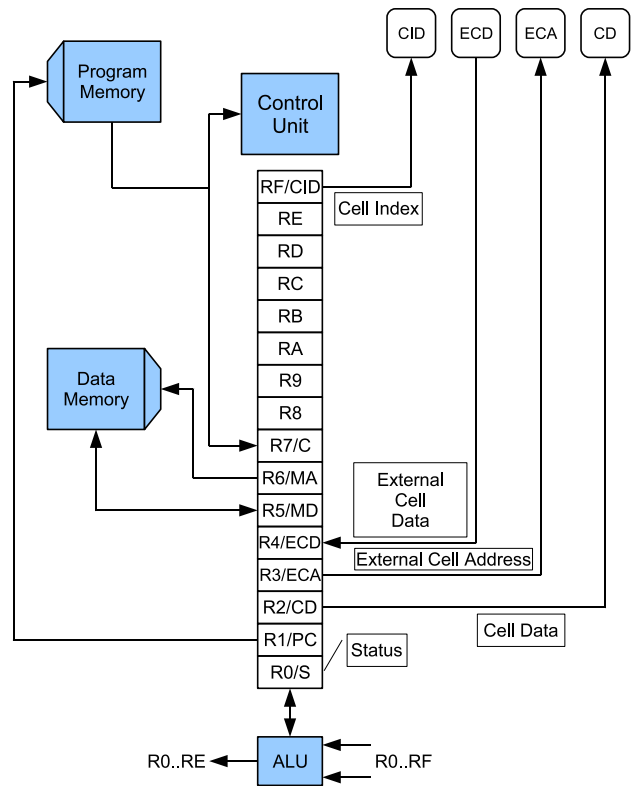 CID
ECD
ECA
CD
Program
Memory
Control
Unit
RF/CID
Cell Index
RE
RD
RC
RB
RA
R9
R8
R7/C
R6/MA
R5/MD
R4/ECD
R3/ECA
R2/CD
R1/PC
R0/S
Data
Memory
External
Cell
Data
External Cell Address
Cell Data
Status
R0..RE
ALU
R0..RF